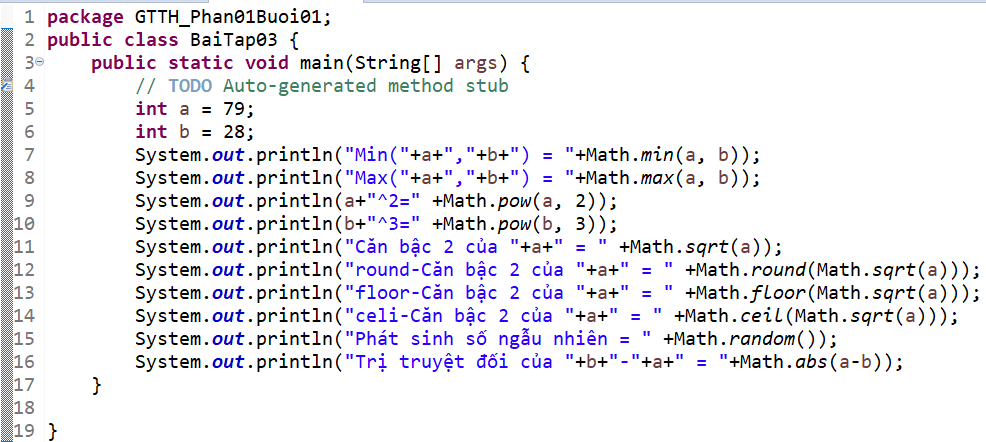 1 package GTTH_Phan01Buoi01;
2 public class BaiTap03 {
3 public static void main(String[] args) {
4 // TODO Auto-generated method stub
5 int a = 79;
6 int b = 28;
7 System.out.println("Min("+a+","+b+") = "+Math.min(a, b));
8 System.out.println("Max("+a+","+b+") = "+Math.max(a, b));
9 System.out.println(a+"^2=" +Math.pow(a, 2));
10 System.out.println(b+"^3=" +Math.pow(b, 3));
11 System.out.println("Căn bậc 2 của "+a+" = " +Math.sqrt(a));
12 System.out.println("round-Căn bậc 2 của "+a+" = " +Math.round(Math.sqrt(a)));
13 System.out.println("floor-Căn bậc 2 của "+a+" = " +Math.floor(Math.sqrt(a)));
14 System.out.println("celi-Căn bậc 2 của "+a+" = " +Math.ceil(Math.sqrt(a)));
15 System.out.println("Phát sinh số ngẫu nhiên = " +Math.random());
16 System.out.println("Trị truyệt đối của "+b+"-"+a+" = "+Math.abs(a-b));
17 }
18
19 }